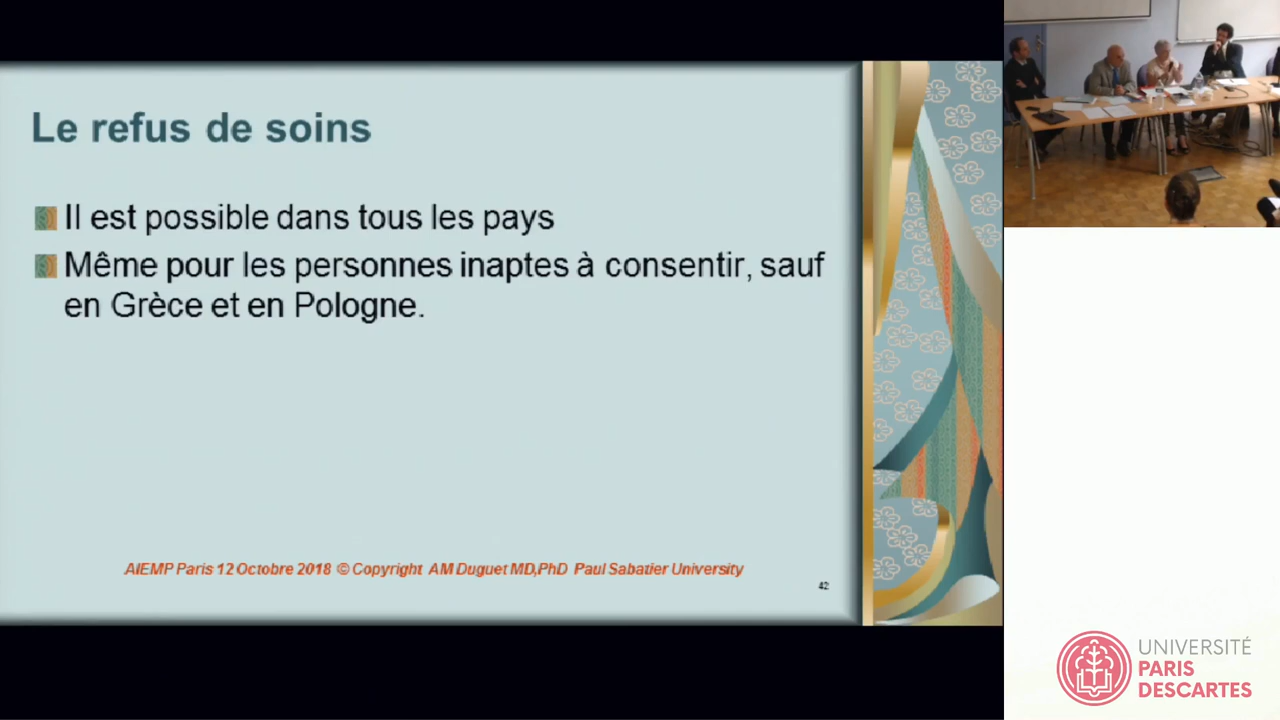 Le refus de soins
Il est possible dans tous les pays
Même pour les personnes inaptes à consentir, sauf
en Grèce et en Pologne.
AIEMP Paris 12 Octobre 2018 © Copyright AM Duguet MD,PhD Paul Sabatier University
42
UNIVERSITÉ
PARIS
DESCARTES